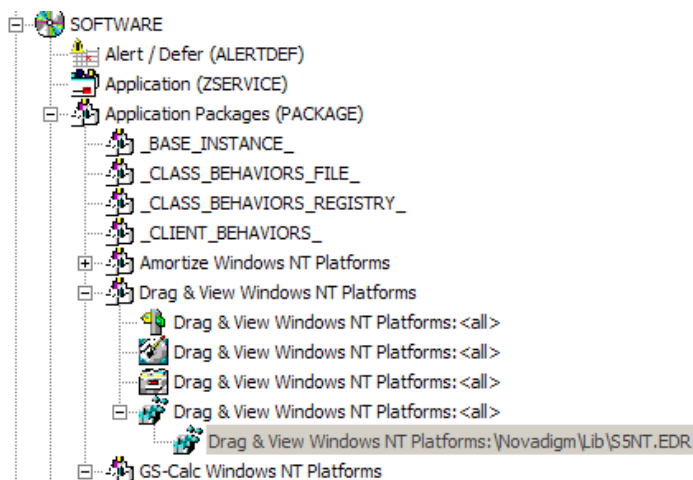 SOFTWARE
Alert / Defer (ALERTDEF)
Application (ZSERVICE)
Application Packages (PACKAGE)
_BASE_INSTANCE_
_CLASS_BEHAVIORS_FILE_
_CLASS_BEHAVIORS_REGISTRY_
_CLIENT_BEHAVIORS_
Amortize Windows NT Platforms
Drag & View Windows NT Platforms
Drag & View Windows NT Platforms:<all>
Drag & View Windows NT Platforms:<all>
Drag & View Windows NT Platforms:<all>
Drag & View Windows NT Platforms:<all>
Drag & View Windows NT Platforms:\Novadigm\Lib\S5NT.EDR
GS-Calc Windows NT Platforms